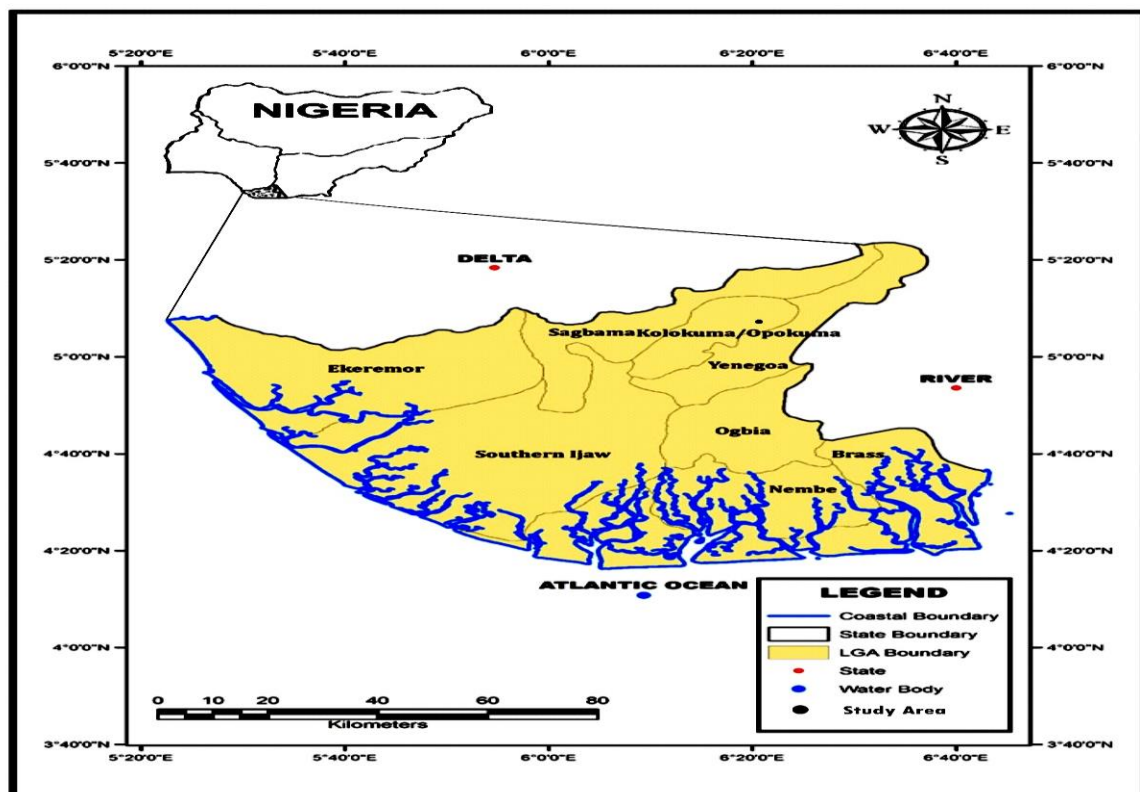 5°20'0"E 5°40'0"E 6°0'0"E 6°20'0"E 6°40'0"E
6°0'0"N 6°0'0"N
NIGERIA
N
W E
S
5°40'0"N 5°40'0"N
5°20'0"N 5°20'0"N
DELTA
Sagbama Kolokuma/Opokuma
5°0'0"N 5°0'0"N
Ekeremor
Yenegoa
RIVER
Ogbia
4°40'0"N 4°40'0"N
Southern Ijaw
Brass
Nembe
4°20'0"N 4°20'0"N
ATLANTIC OCEAN
LEGEND
Coastal Boundary
State Boundary
LGA Boundary
State
Water Body
Study Area
4°0'0"N 4°0'0"N
0 10 20 40 60 80
Kilometers
3°40'0"N 3°40'0"N
5°20'0"E 5°40'0"E 6°0'0"E 6°20'0"E 6°40'0"E